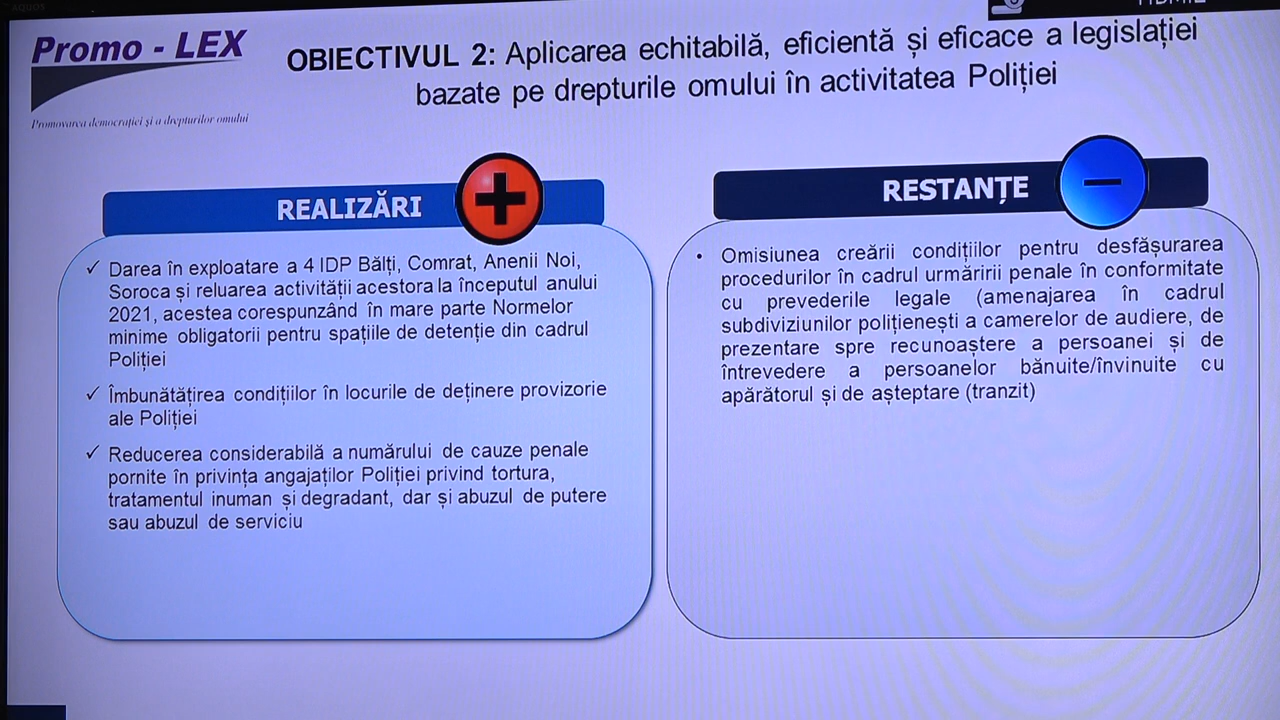 AQUOS
Promo - LEX
Promovarea democrației și a drepturilor omului
OBIECTIVUL 2: Aplicarea echitabilă, eficientă și eficace a legislației
bazate pe drepturile omului în activitatea Poliției
REALIZĂRI
✓ Darea în exploatare a 4 IDP Bălți, Comrat, Anenii Noi,
Soroca și reluarea activității acestora la începutul anului
2021, acestea corespunzând în mare parte Normelor
minime obligatorii pentru spațiile de detenție din cadrul
Poliției
✓ Îmbunătățirea condițiilor în locurile de deținere provizorie
ale Poliției
✓ Reducerea considerabilă a numărului de cauze penale
pornite în privința angajaților Poliției privind tortura,
tratamentul inuman și degradant, dar și abuzul de putere
sau abuzul de serviciu
RESTANȚE
• Omisiunea creării condițiilor pentru desfășurarea
procedurilor în cadrul urmăririi penale în conformitate
cu prevederile legale (amenajarea în cadrul
subdiviziunilor polițienești a camerelor de audiere, de
prezentare spre recunoaștere a persoanei și de
întrevedere a persoanelor bănuite/învinuite cu
apărătorul și de așteptare (tranzit)